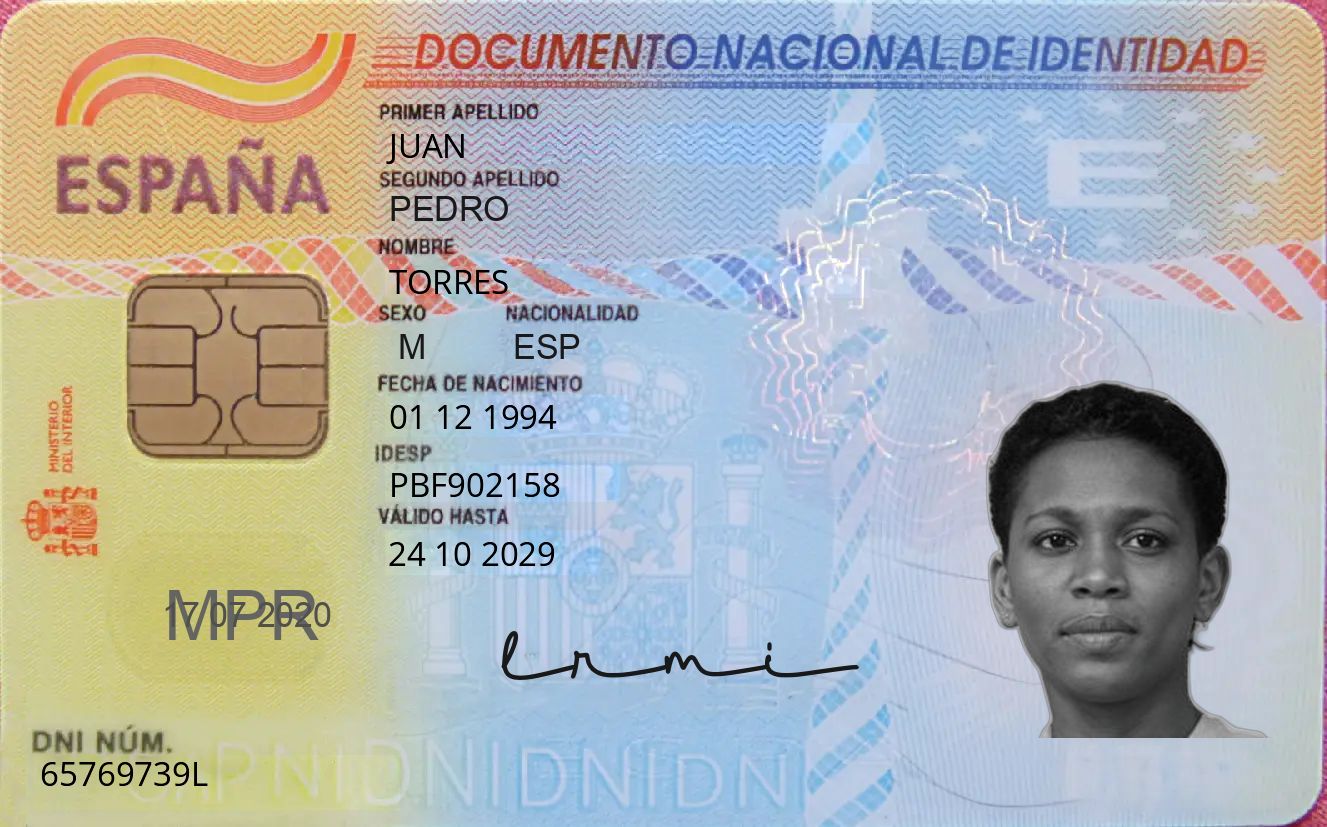 DOCUMENTO NACIONAL DE IDENTIDAD
ESPAÑA
PRIMER APELLIDO
JUAN
SEGUNDO APELLIDO
PEDRO
NOMBRE
TORRES
SEXO NACIONALIDAD
M ESP
FECHA DE NACIMIENTO
01 12 1994
IDESP
PBF902158
VÁLIDO HASTA
24 10 2029
MINISTERIO
DEL INTERIOR
MPR
17 07 2020
DNI NÚM.
65769739L
E